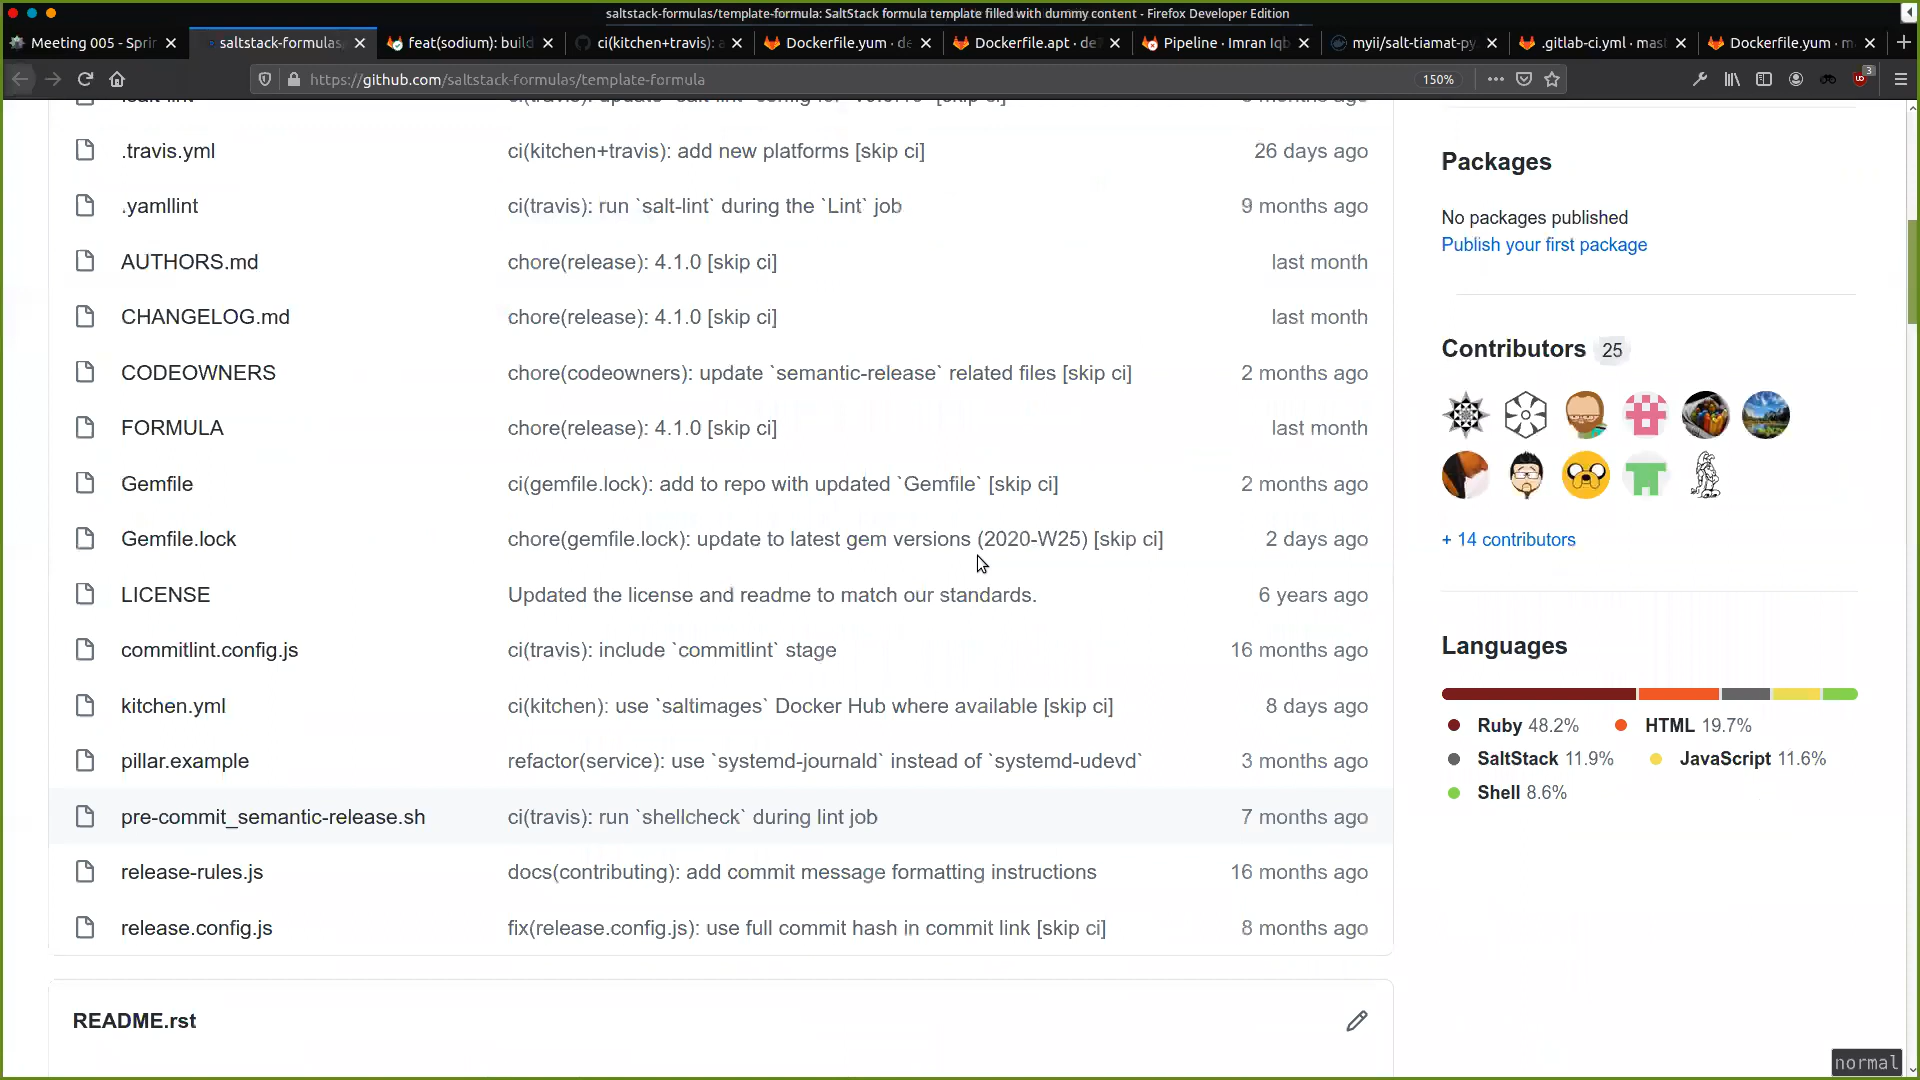 saltstack-formulas/template-formula: SaltStack formula template filled with dummy content - Firefox Developer Edition
Meeting 005 - Sprin
saltstack-formulas
feat(sodium): build
ci(kitchen+travis): a
Dockerfile.yum · de
Dockerfile.apt · de
Pipeline · Imran Iqb
myii/salt-tiamat-py
.gitlab-ci.yml · mast
Dockerfile.yum · m
https://github.com/saltstack-formulas/template-formula
150%
3
.travis.yml ci(kitchen+travis): add new platforms [skip ci] 26 days ago
.yamllint ci(travis): run `salt-lint` during the `Lint` job 9 months ago
AUTHORS.md chore(release): 4.1.0 [skip ci] last month
CHANGELOG.md chore(release): 4.1.0 [skip ci] last month
CODEOWNERS chore(codeowners): update `semantic-release` related files [skip ci] 2 months ago
FORMULA chore(release): 4.1.0 [skip ci] last month
Gemfile ci(gemfile.lock): add to repo with updated `Gemfile` [skip ci] 2 months ago
Gemfile.lock chore(gemfile.lock): update to latest gem versions (2020-W25) [skip ci] 2 days ago
LICENSE Updated the license and readme to match our standards. 6 years ago
commitlint.config.js ci(travis): include `commitlint` stage 16 months ago
kitchen.yml ci(kitchen): use `saltimages` Docker Hub where available [skip ci] 8 days ago
pillar.example refactor(service): use `systemd-journald` instead of `systemd-udevd` 3 months ago
pre-commit_semantic-release.sh ci(travis): run `shellcheck` during lint job 7 months ago
release-rules.js docs(contributing): add commit message formatting instructions 16 months ago
release.config.js fix(release.config.js): use full commit hash in commit link [skip ci] 8 months ago
README.rst
Packages
No packages published
Publish your first package
Contributors 25
+ 14 contributors
Languages
Ruby 48.2% HTML 19.7%
SaltStack 11.9% JavaScript 11.6%
Shell 8.6%
normal